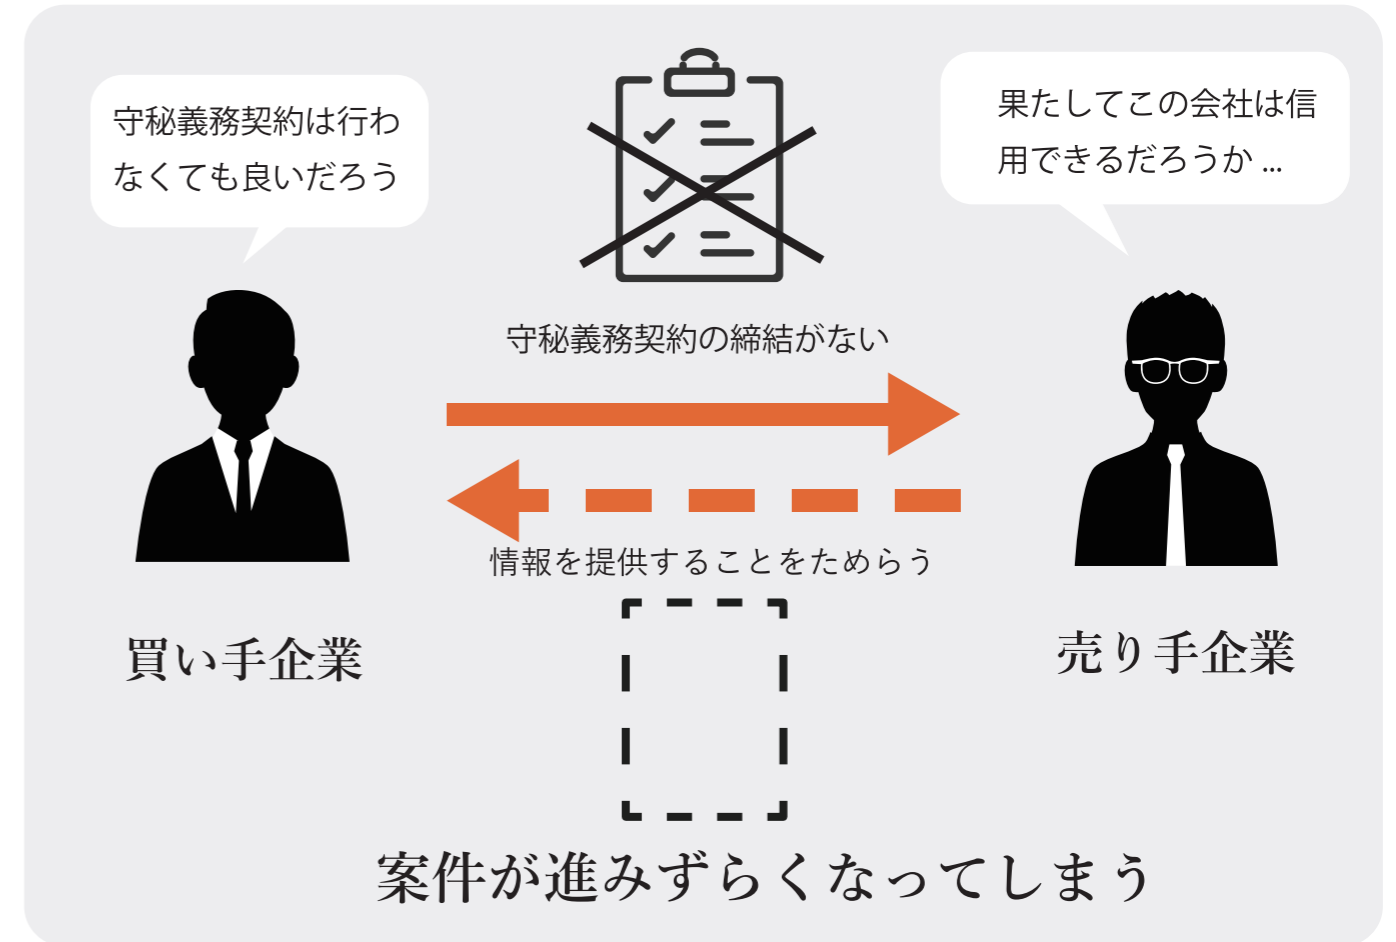 守秘義務契約は行わ
なくても良いだろう
果たしてこの会社は信
用できるだろうか ...
守秘義務契約の締結がない
情報を提供することをためらう
買い手企業
売り手企業
案件が進みずらくなってしまう